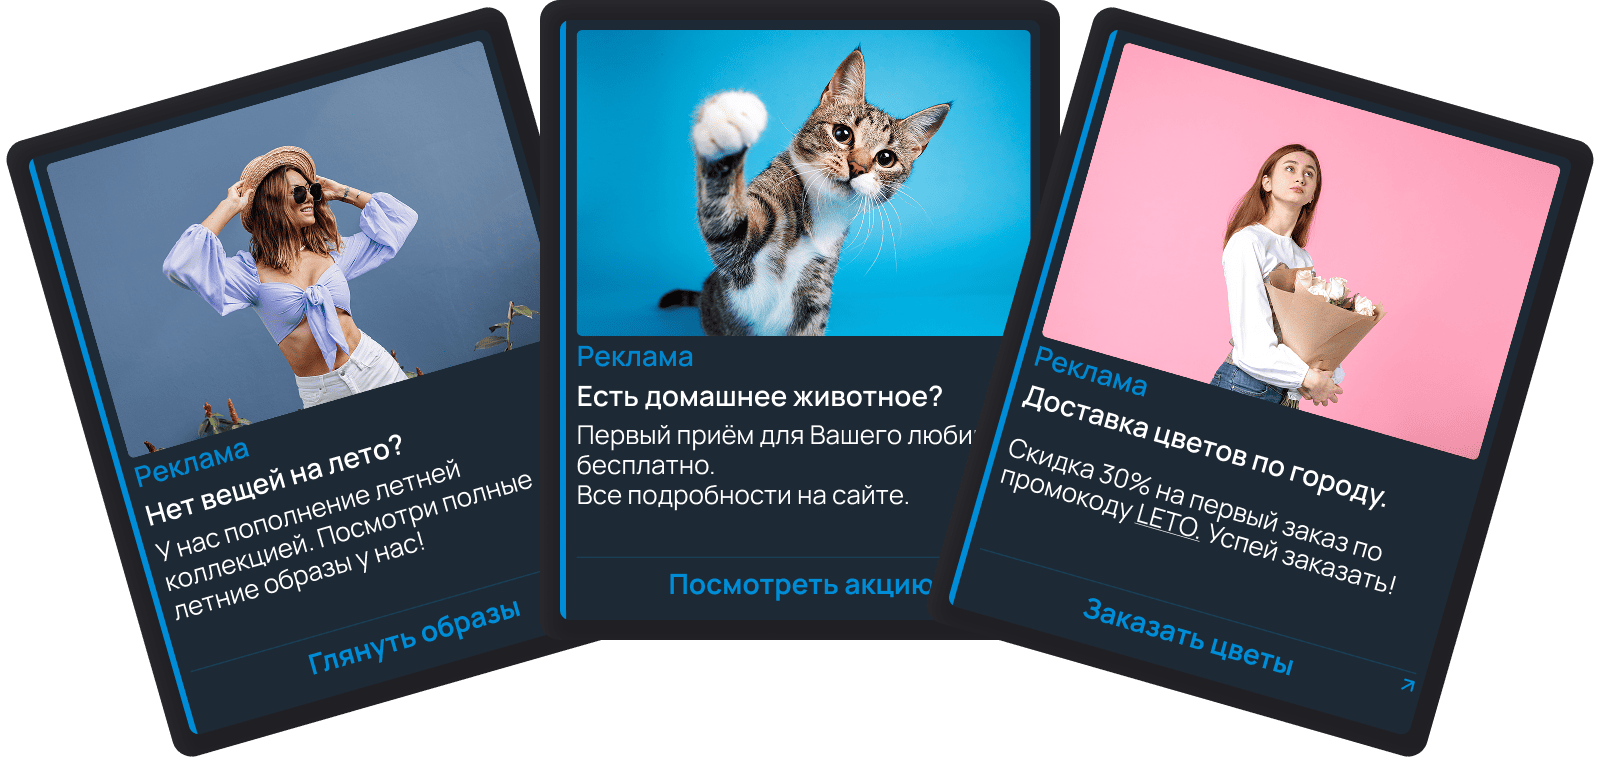 Реклама
Нет вещей на лето?
У нас пополнение летней
коллекцией. Посмотри полные
летние образы у нас!
Глянуть образы
Реклама
Есть домашнее животное?
Первый приём для Вашего
бесплатно.
Все подробности на сайте.
Посмотреть акцию
Реклама
Доставка цветов по городу.
Скидка 30% на первый заказ по
промокоду LETO. Успей заказать!
Заказать цветы